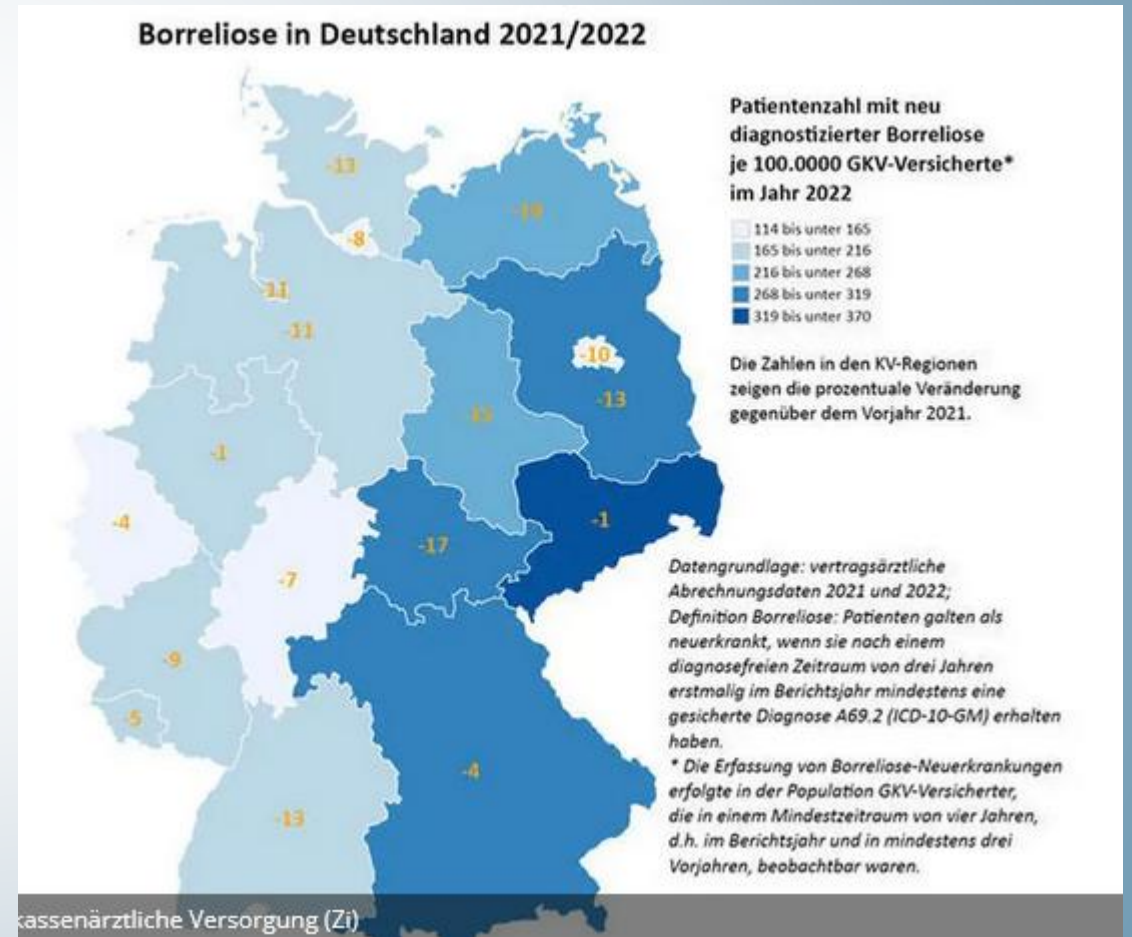 Borreliose in Deutschland 2021/2022
Patientenzahl mit neu
diagnostizierter Borreliose
je 100.0000 GKV-Versicherte*
im Jahr 2022
114 bis unter 165
165 bis unter 216
216 bis unter 268
268 bis unter 319
319 bis unter 370
Die Zahlen in den KV-Regionen
zeigen die prozentuale Veränderung
gegenüber dem Vorjahr 2021.
-13
-8
-11
-11
-10
-13
-15
-1
-4
-1
-17
-7
-9
-5
-4
-13
Datengrundlage: vertragsärztliche
Abrechnungsdaten 2021 und 2022;
Definition Borreliose: Patienten galten als
neuerkrankt, wenn sie nach einem
diagnosefreien Zeitraum von drei Jahren
erstmalig im Berichtsjahr mindestens eine
gesicherte Diagnose A69.2 (ICD-10-GM) erhalten
haben.
* Die Erfassung von Borreliose-Neuerkrankungen
erfolgte in der Population GKV-Versicherter,
die in einem Mindestzeitraum von vier Jahren,
d.h. im Berichtsjahr und in mindestens drei
Vorjahren, beobachtbar waren.
kassenärztliche Versorgung (Zi)